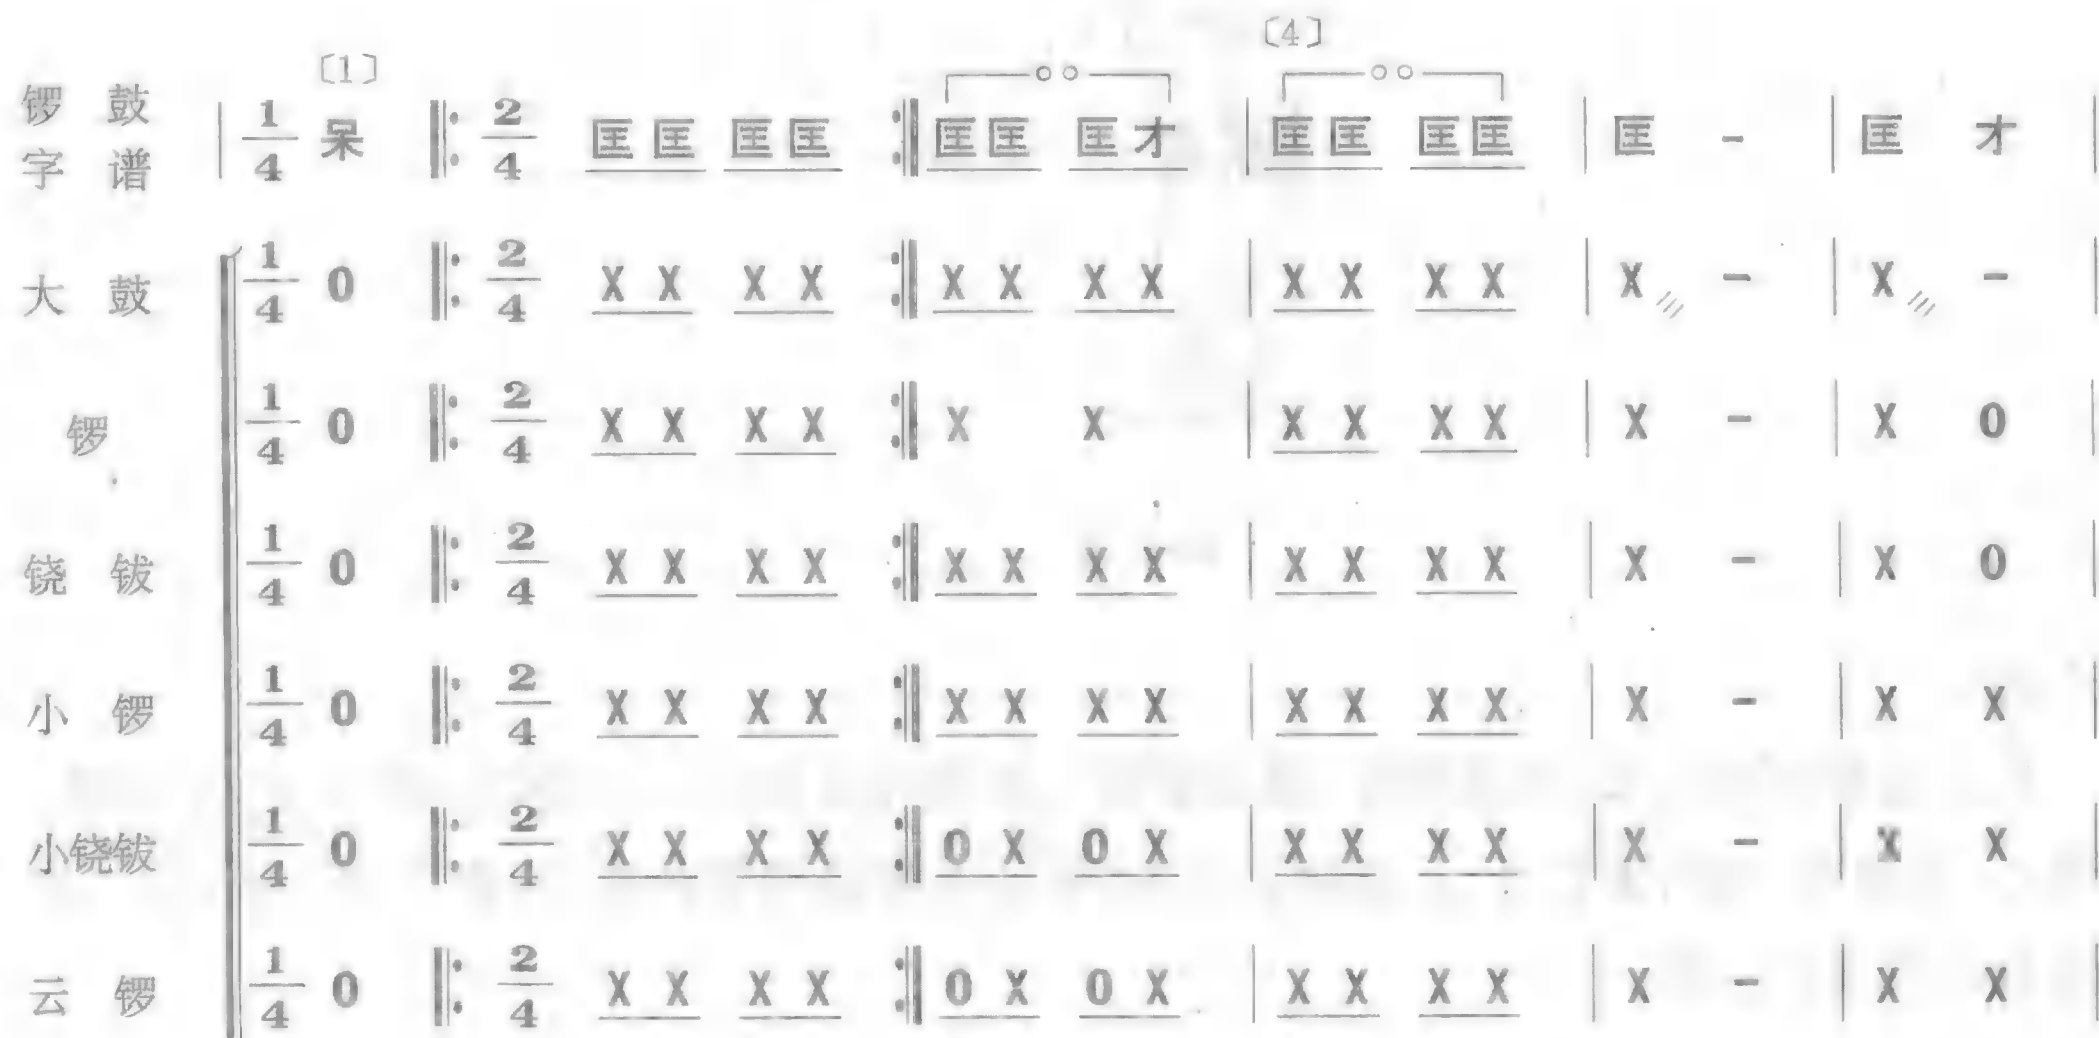 〔1〕 〔4〕
锣 鼓 字 谱 | 1/4 呆 ‖: 2/4 匡匡 匡匡 :‖ 匡匡 匡才 | 匡匡 匡匡 | 匡 - | 匡 才 |
大 鼓 1/4 0 ‖: 2/4 X X X X :‖ X X X X | X X X X | X /// - | X /// - |
锣 1/4 0 ‖: 2/4 X X X X :‖ X X | X X X X | X - | X 0 |
铙 钹 1/4 0 ‖: 2/4 X X X X :‖ X X X X | X X X X | X - | X 0 |
小 锣 1/4 0 ‖: 2/4 X X X X :‖ X X X X | X X X X | X - | X X |
小铙钹 1/4 0 ‖: 2/4 X X X X :‖ 0 X 0 X | X X X X | X - | X X |
云 锣 1/4 0 ‖: 2/4 X X X X :‖ 0 X 0 X | X X X X | X - | X X |